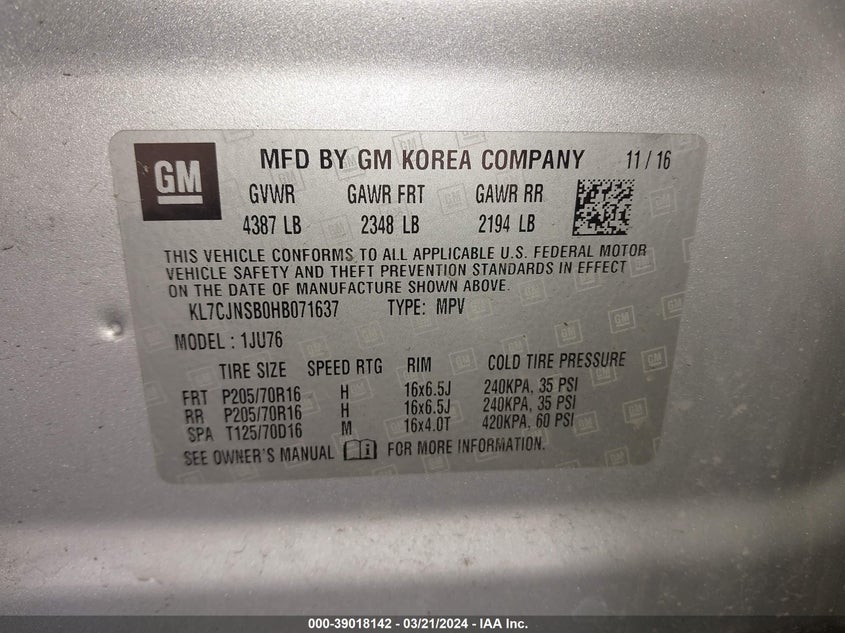 GM
MFD BY GM KOREA COMPANY 11/16
GVWR GAWR FRT GAWR RR
4387 LB 2348 LB 2194 LB
THIS VEHICLE CONFORMS TO ALL APPLICABLE U.S. FEDERAL MOTOR
VEHICLE SAFETY AND THEFT PREVENTION STANDARDS IN EFFECT
ON THE DATE OF MANUFACTURE SHOWN ABOVE.
KL7CJNSB0HB071637 TYPE: MPV
MODEL: 1JU76
TIRE SIZE SPEED RTG RIM COLD TIRE PRESSURE
FRT P205/70R16 H 16x6.5J 240KPA, 35 PSI
RR P205/70R16 H 16x6.5J 240KPA, 35 PSI
SPA T125/70D16 M 16x4.0T 420KPA, 60 PSI
SEE OWNER'S MANUAL FOR MORE INFORMATION.
000-39018142 - 03/21/2024 - IAA Inc.